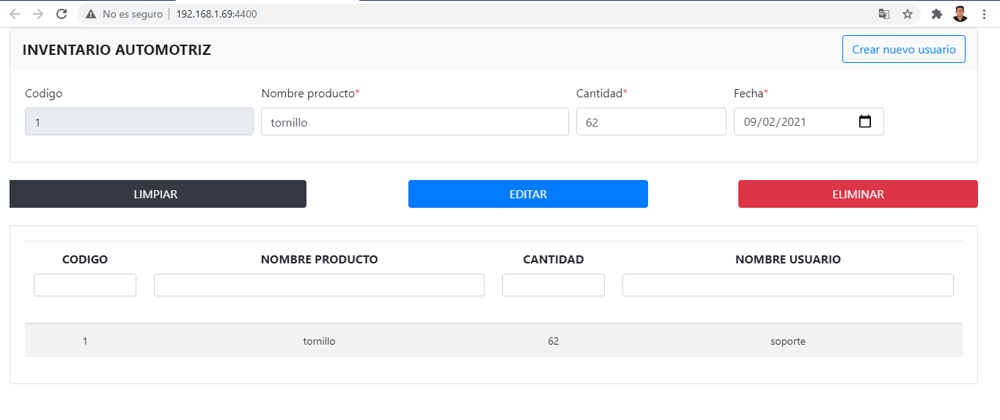 No es seguro 192.168.1.69:4400
INVENTARIO AUTOMOTRIZ Crear nuevo usuario
Codigo Nombre producto* Cantidad* Fecha*
1 tornillo 62 09/02/2021
LIMPIAR EDITAR ELIMINAR
CODIGO NOMBRE PRODUCTO CANTIDAD NOMBRE USUARIO
1 tornillo 62 soporte